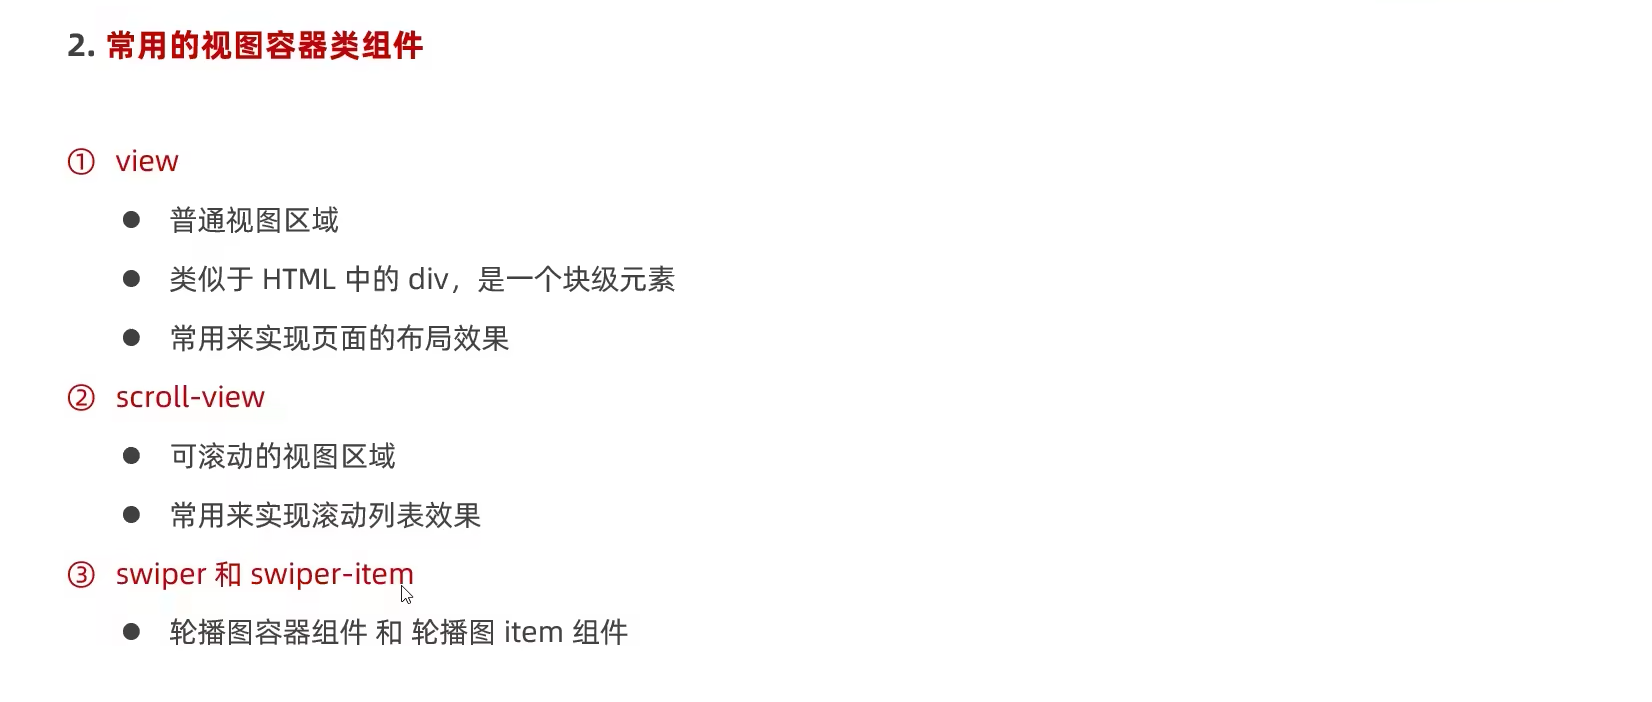 2. 常用的视图容器类组件
① view
● 普通视图区域
● 类似于 HTML 中的 div，是一个块级元素
● 常用来实现页面的布局效果
② scroll-view
● 可滚动的视图区域
● 常用来实现滚动列表效果
③ swiper 和 swiper-item
● 轮播图容器组件 和 轮播图 item 组件